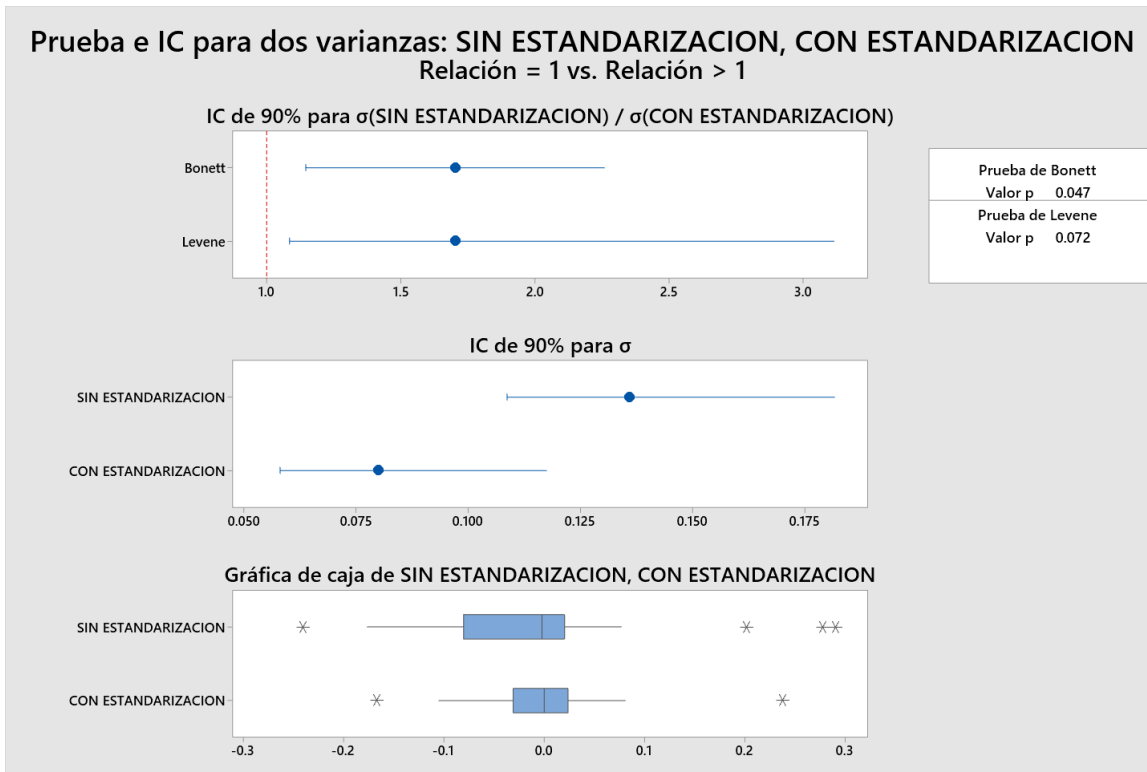 Prueba e IC para dos varianzas: SIN ESTANDARIZACION, CON ESTANDARIZACION
Relación = 1 vs. Relación > 1
IC de 90% para σ(SIN ESTANDARIZACION) / σ(CON ESTANDARIZACION)
Bonett
Levene
1.0 1.5 2.0 2.5 3.0
Prueba de Bonett
Valor p 0.047
Prueba de Levene
Valor p 0.072
IC de 90% para σ
SIN ESTANDARIZACION
CON ESTANDARIZACION
0.050 0.075 0.100 0.125 0.150 0.175
Gráfica de caja de SIN ESTANDARIZACION, CON ESTANDARIZACION
SIN ESTANDARIZACION
CON ESTANDARIZACION
-0.3 -0.2 -0.1 0.0 0.1 0.2 0.3